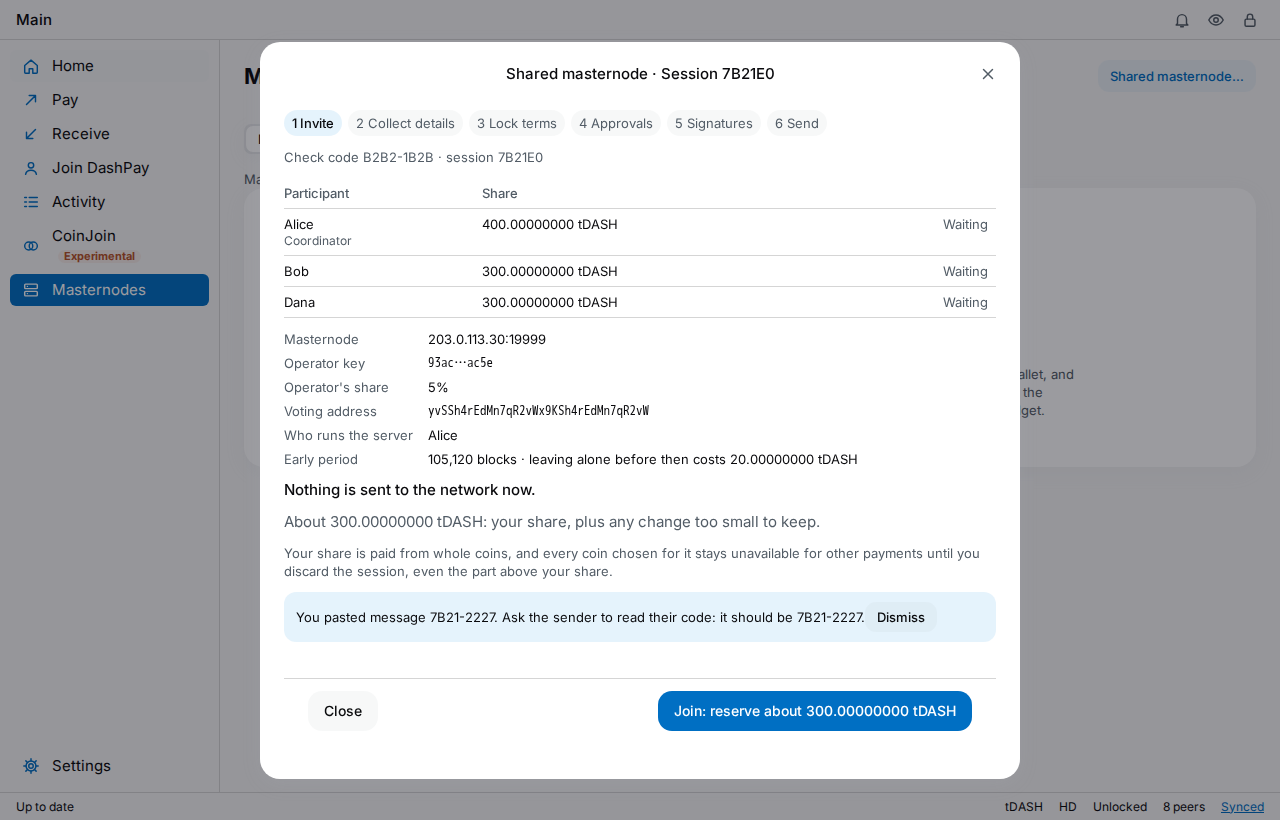 Main
Home
Pay
Receive
Join DashPay
Activity
CoinJoin
Experimental
Masternodes
Settings
Shared masternode...
Shared masternode · Session 7B21E0
1 Invite
2 Collect details
3 Lock terms
4 Approvals
5 Signatures
6 Send
Check code B2B2-1B2B · session 7B21E0
Participant Share
Alice 400.00000000 tDASH Waiting
Coordinator
Bob 300.00000000 tDASH Waiting
Dana 300.00000000 tDASH Waiting
Masternode 203.0.113.30:19999
Operator key 93ac···ac5e
Operator's share 5%
Voting address yvSSh4rEdMn7qR2vWx9KSh4rEdMn7qR2vW
Who runs the server Alice
Early period 105,120 blocks · leaving alone before then costs 20.00000000 tDASH
Nothing is sent to the network now.
About 300.00000000 tDASH: your share, plus any change too small to keep.
Your share is paid from whole coins, and every coin chosen for it stays unavailable for other payments until you
discard the session, even the part above your share.
You pasted message 7B21-2227. Ask the sender to read their code: it should be 7B21-2227. Dismiss
Close
Join: reserve about 300.00000000 tDASH
and
the
Up to date
tDASH HD Unlocked 8 peers Synced